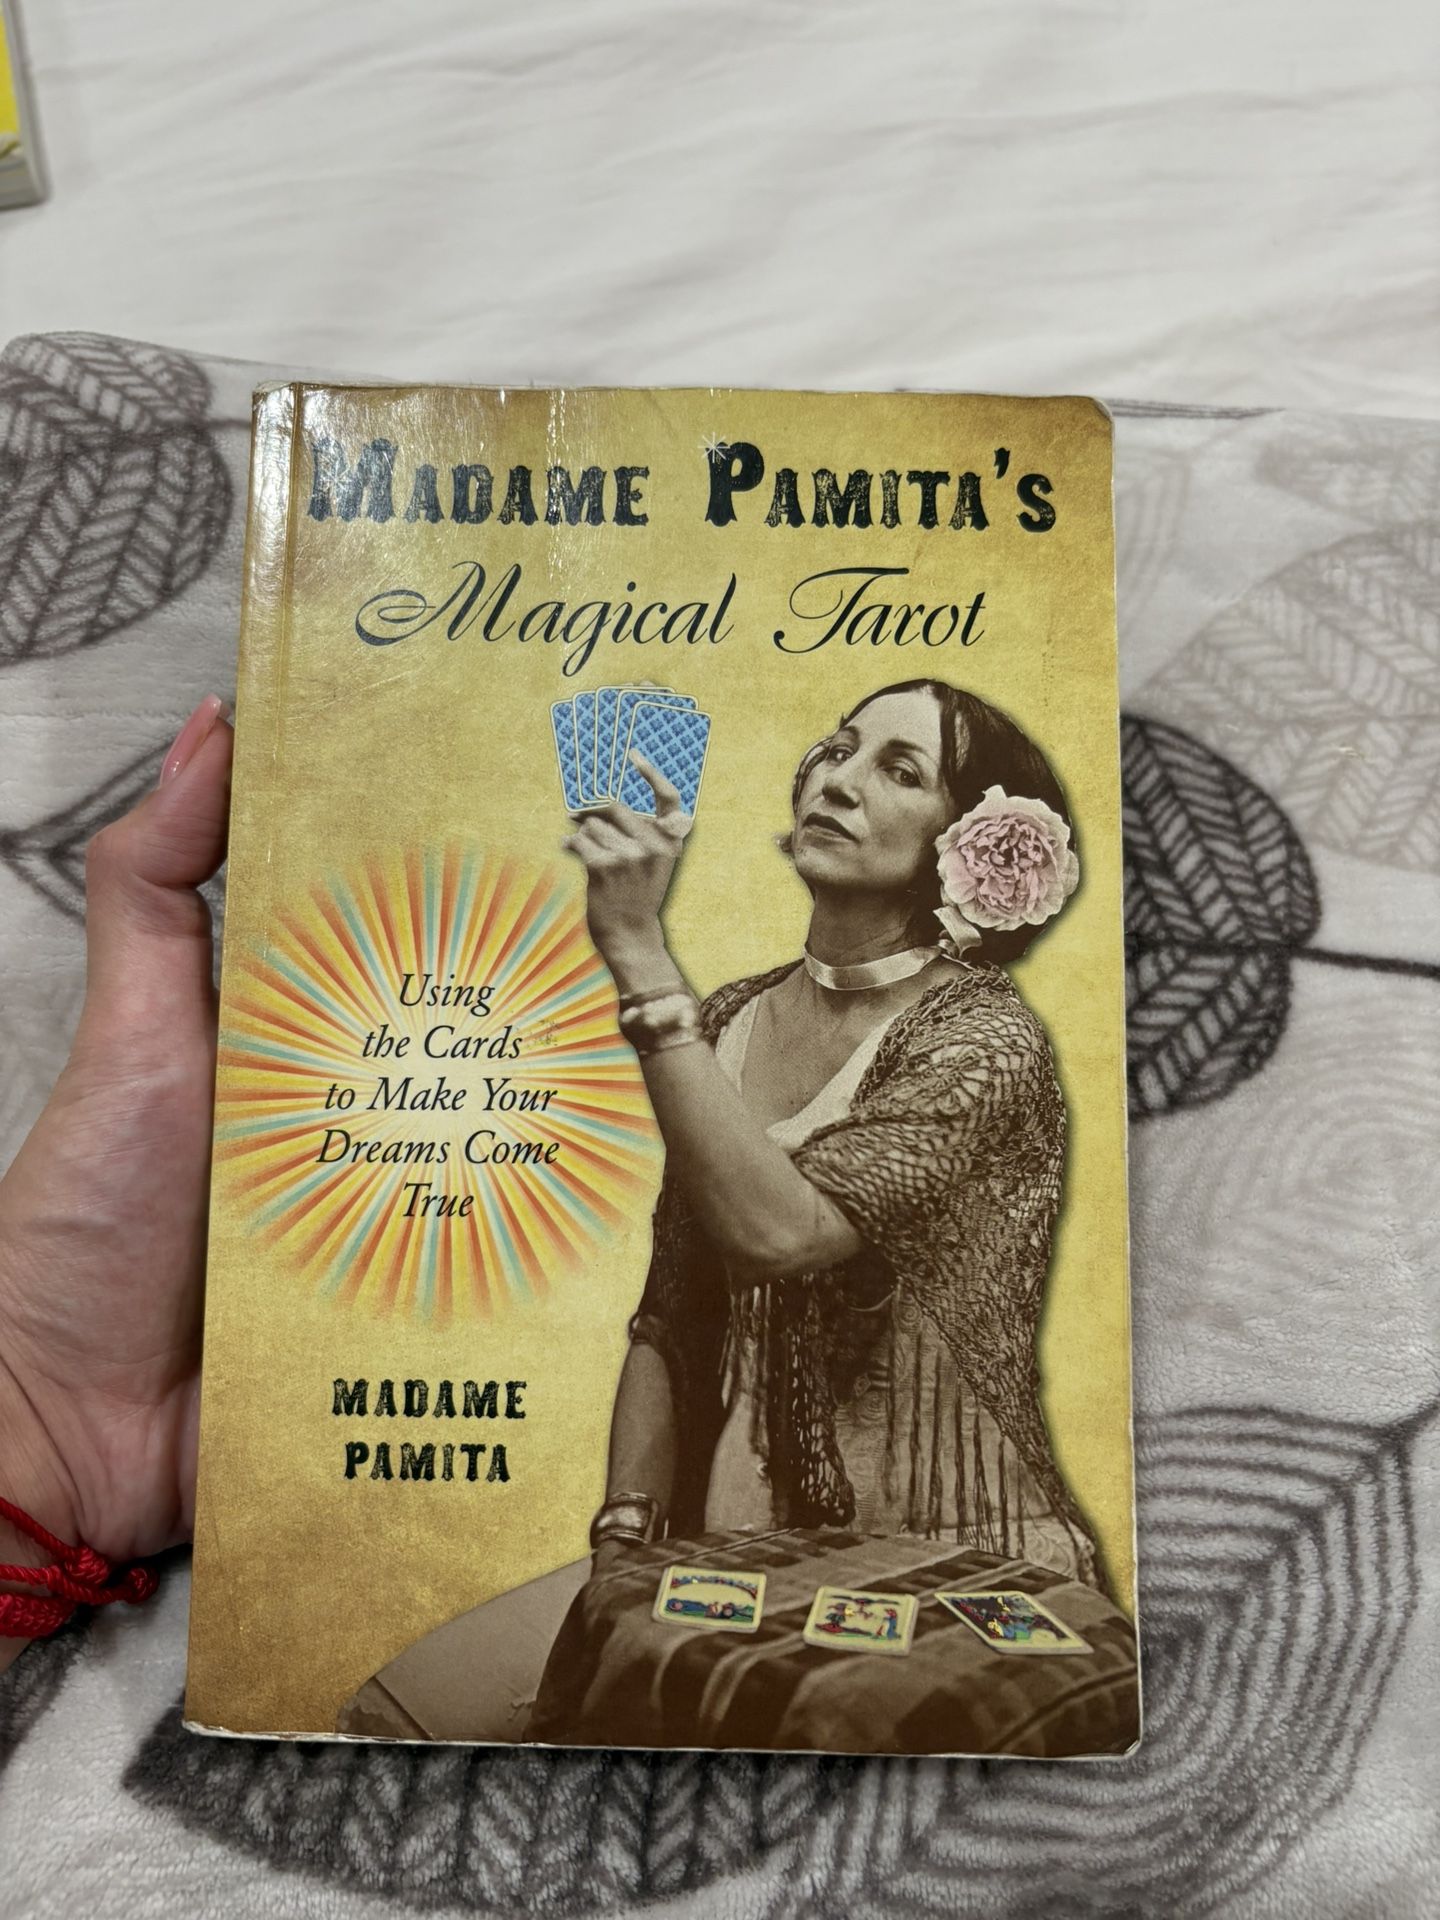 MADAME PAMITA'S
Magical Tarot
Using
the Cards
to Make Your
Dreams Come
True
MADAME
PAMITA